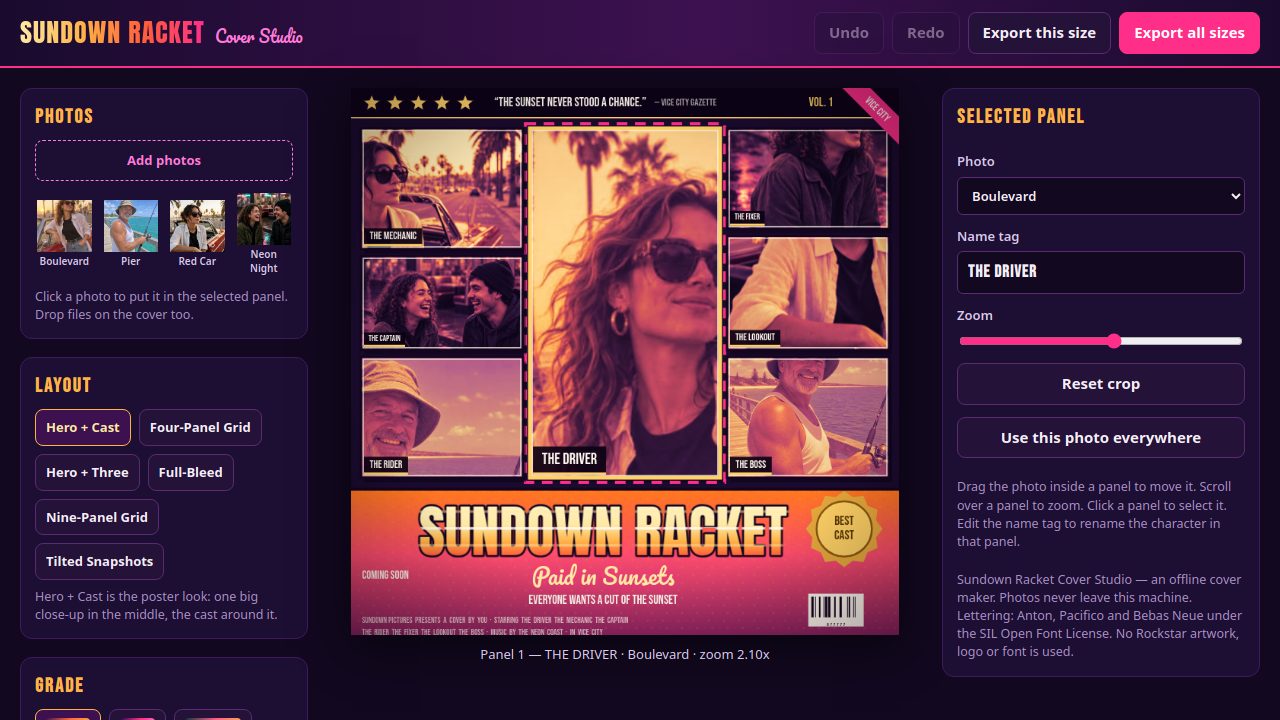 SUNDOWN RACKET Cover Studio
Undo
Redo
Export this size
Export all sizes
PHOTOS
Add photos
Boulevard
Pier
Red Car
Neon
Night
Click a photo to put it in the selected panel.
Drop files on the cover too.
LAYOUT
Hero + Cast
Four-Panel Grid
Hero + Three
Full-Bleed
Nine-Panel Grid
Tilted Snapshots
Hero + Cast is the poster look: one big
close-up in the middle, the cast around it.
GRADE
“THE SUNSET NEVER STOOD A CHANCE.” — VICE CITY GAZETTE
VOL. 1
VICE CITY
THE MECHANIC
THE CAPTAIN
THE RIDER
THE DRIVER
THE FIXER
THE LOOKOUT
THE BOSS
SUNDOWN RACKET
BEST
CAST
Paid in Sunsets
COMING SOON
EVERYONE WANTS A CUT OF THE SUNSET
SUNDOWN PICTURES PRESENTS A COVER BY YOU · STARRING THE DRIVER THE MECHANIC THE CAPTAIN
THE RIDER THE FIXER THE LOOKOUT THE BOSS · MUSIC BY THE NEON COAST · IN VICE CITY
Panel 1 — THE DRIVER · Boulevard · zoom 2.10x
SELECTED PANEL
Photo
Boulevard
Name tag
THE DRIVER
Zoom
Reset crop
Use this photo everywhere
Drag the photo inside a panel to move it. Scroll
over a panel to zoom. Click a panel to select it.
Edit the name tag to rename the character in
that panel.
Sundown Racket Cover Studio — an offline cover
maker. Photos never leave this machine.
Lettering: Anton, Pacifico and Bebas Neue under
the SIL Open Font License. No Rockstar artwork,
logo or font is used.